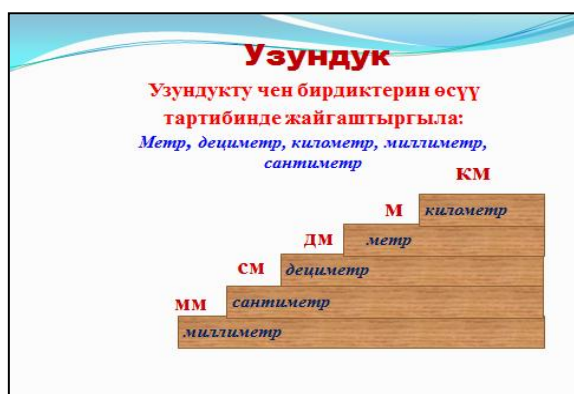 Узундук
Узундукту чен бирдиктерин өсүү
тартибинде жайгаштыргыла:
Метр, дециметр, километр, миллиметр,
сантиметр
км
м километр
дм метр
см дециметр
мм сантиметр
миллиметр